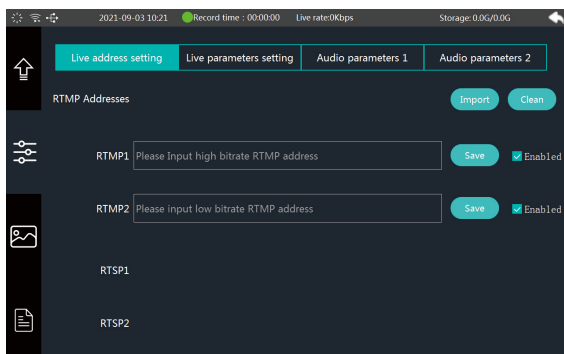 2021-09-03 10:21 Record time : 00:00:00 Live rate:0Kbps Storage: 0.0G/0.0G
Live address setting Live parameters setting Audio parameters 1 Audio parameters 2
RTMP Addresses Import Clean
RTMP1 Please Input high bitrate RTMP address Save Enabled
RTMP2 Please input low bitrate RTMP address Save Enabled
RTSP1
RTSP2